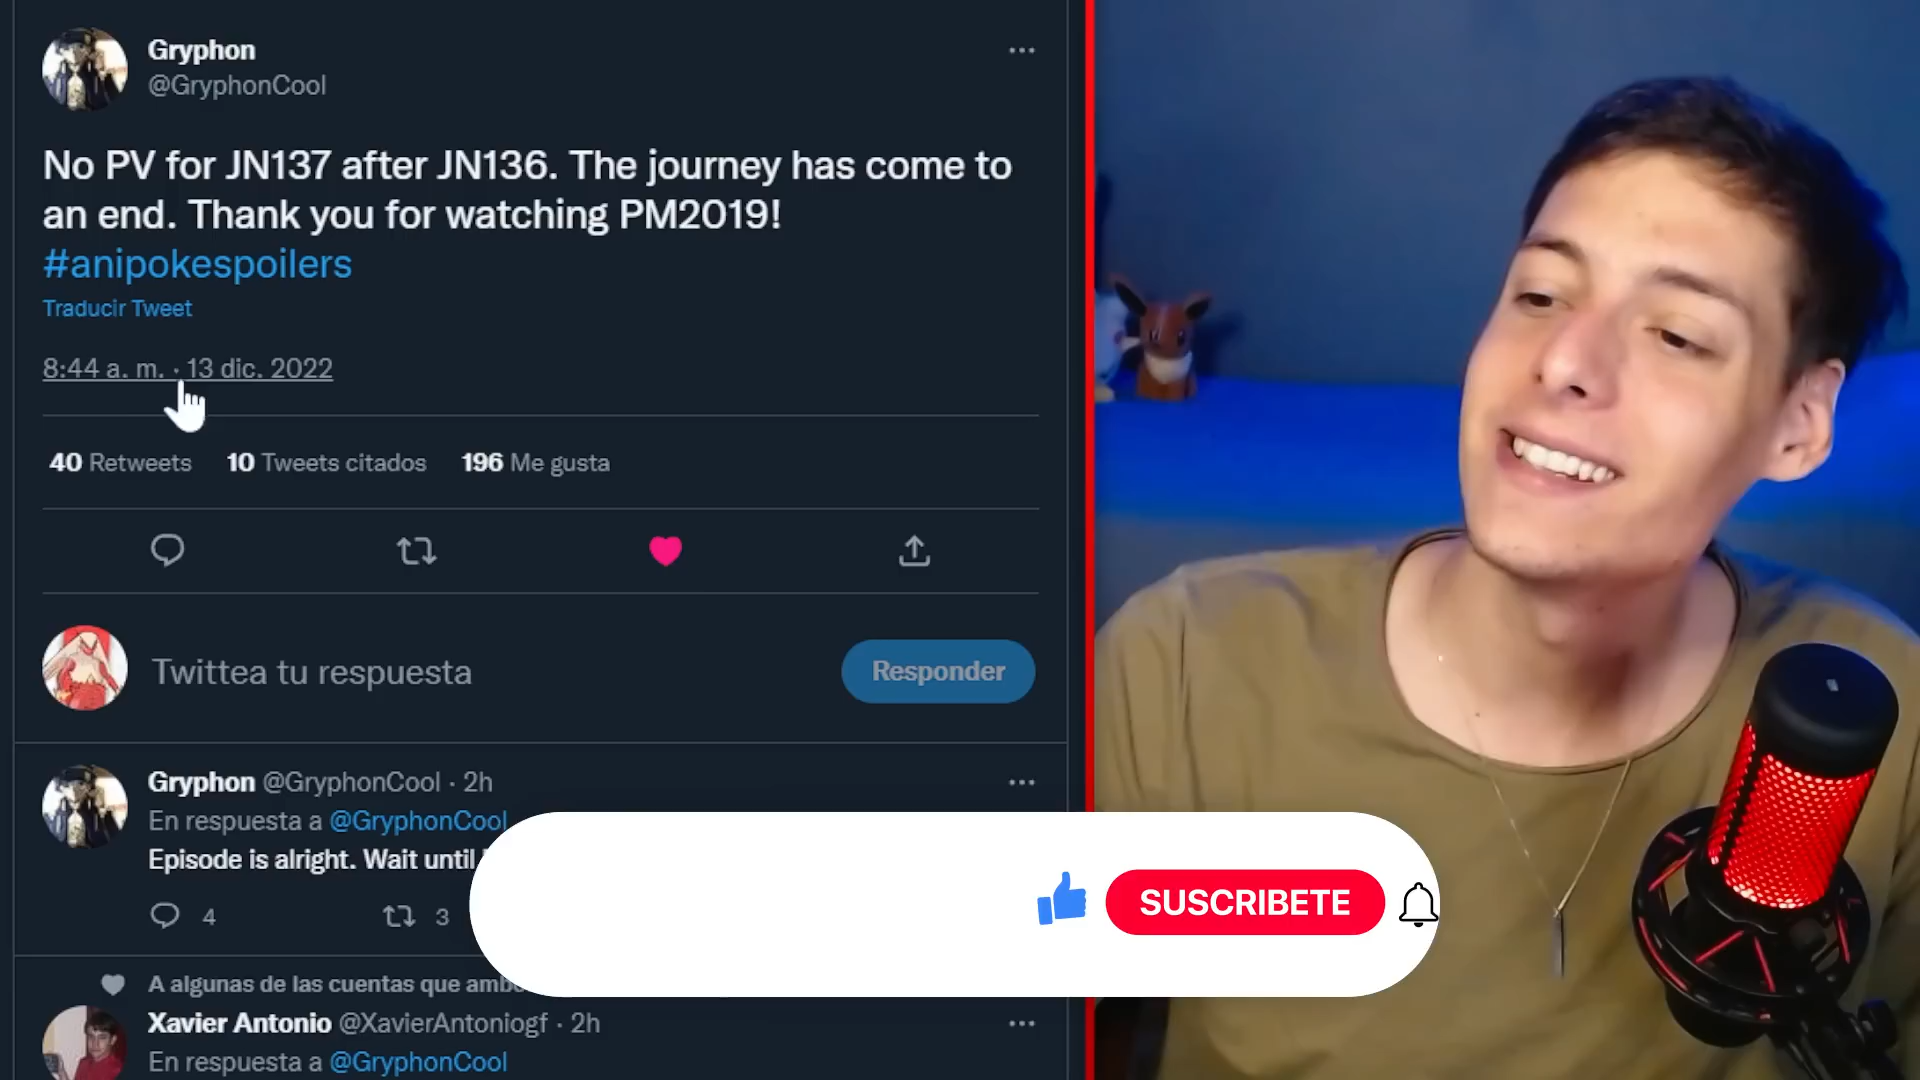 Gryphon
@GryphonCool
No PV for JN137 after JN136. The journey has come to
an end. Thank you for watching PM2019!
#anipokespoilers
Traducir Tweet
8:44 a. m. · 13 dic. 2022
40 Retweets 10 Tweets citados 196 Me gusta
Twittea tu respuesta
Responder
Gryphon @GryphonCool · 2h
En respuesta a @GryphonCool
Episode is alright. Wait until
4 3
SUSCRIBETE
A algunas de las cuentas que
Xavier Antonio @XavierAntoniogf · 2h
En respuesta a @GryphonCool